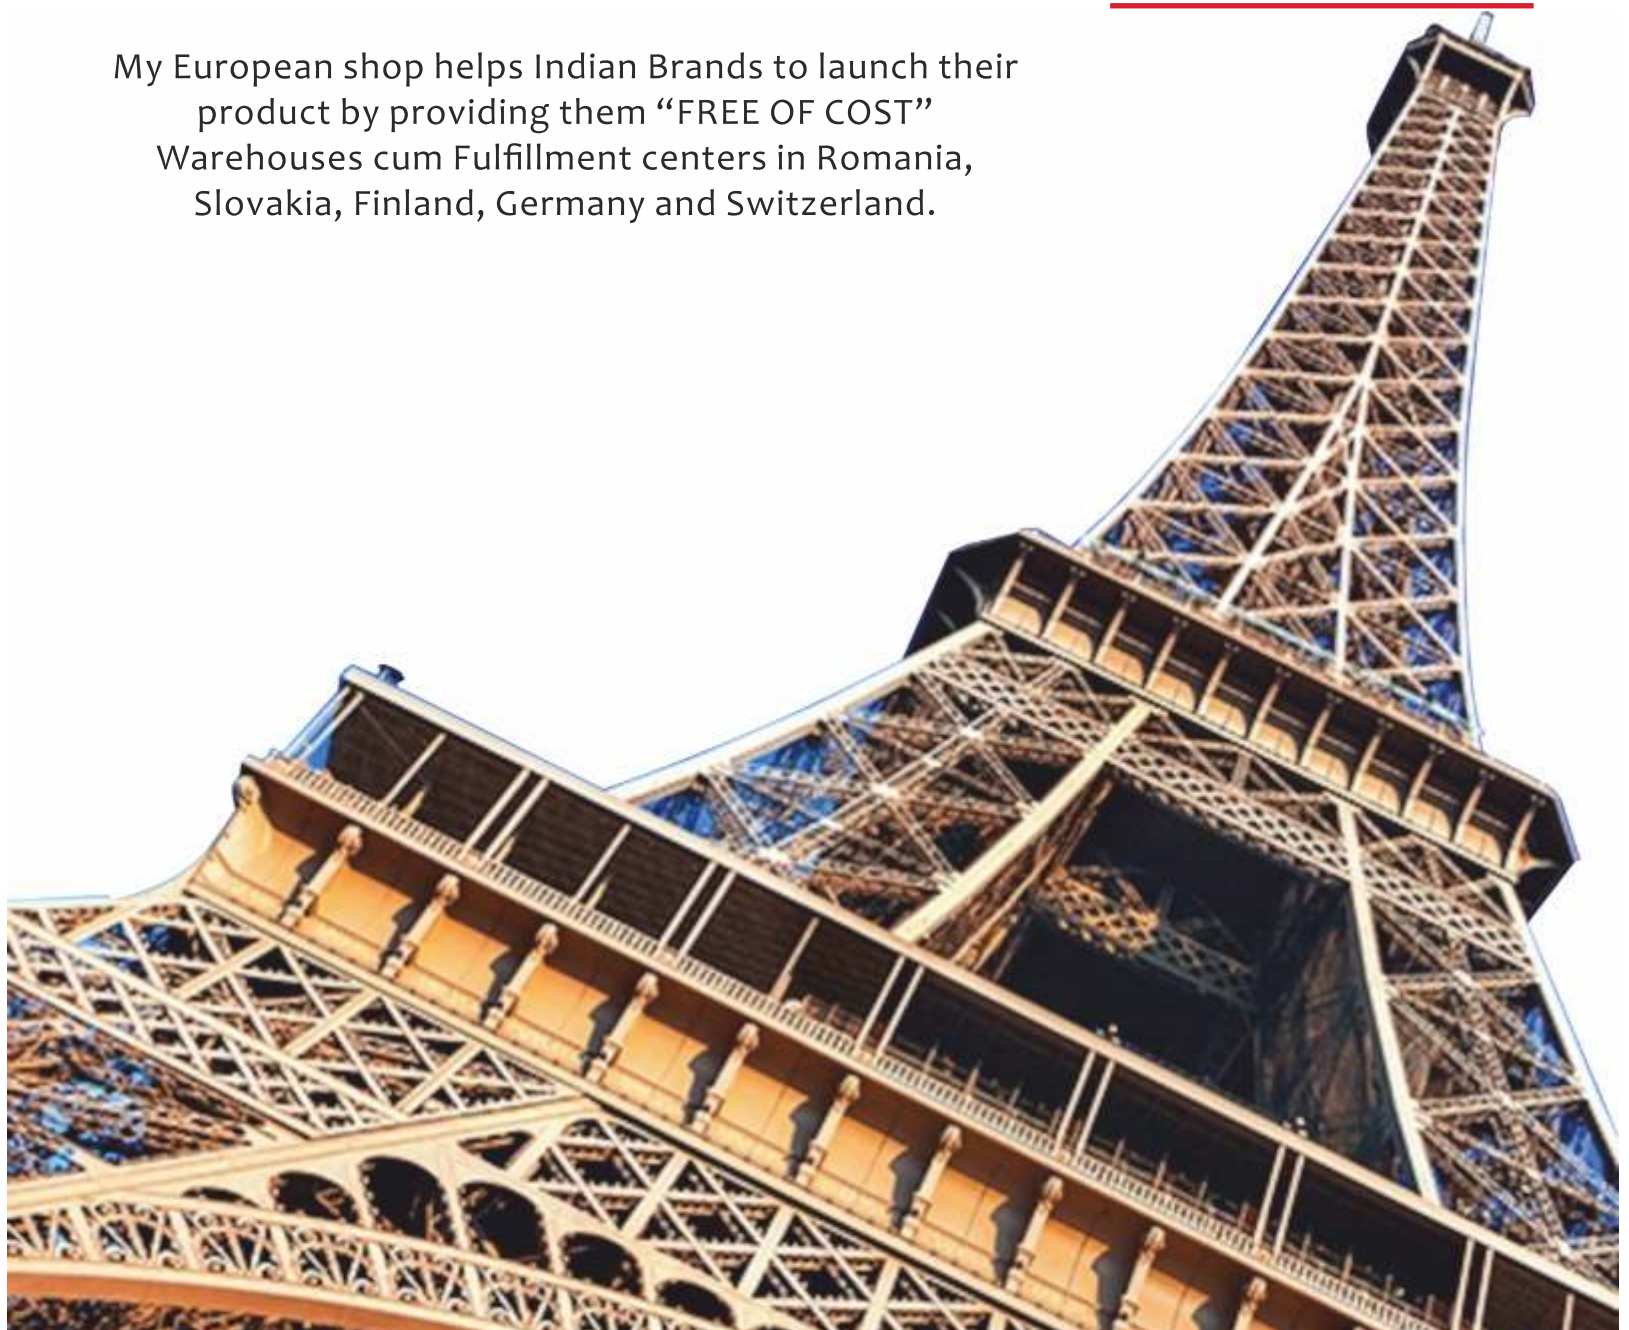 My European shop helps Indian Brands to launch their
product by providing them “FREE OF COST”
Warehouses cum Fulfillment centers in Romania,
Slovakia, Finland, Germany and Switzerland.